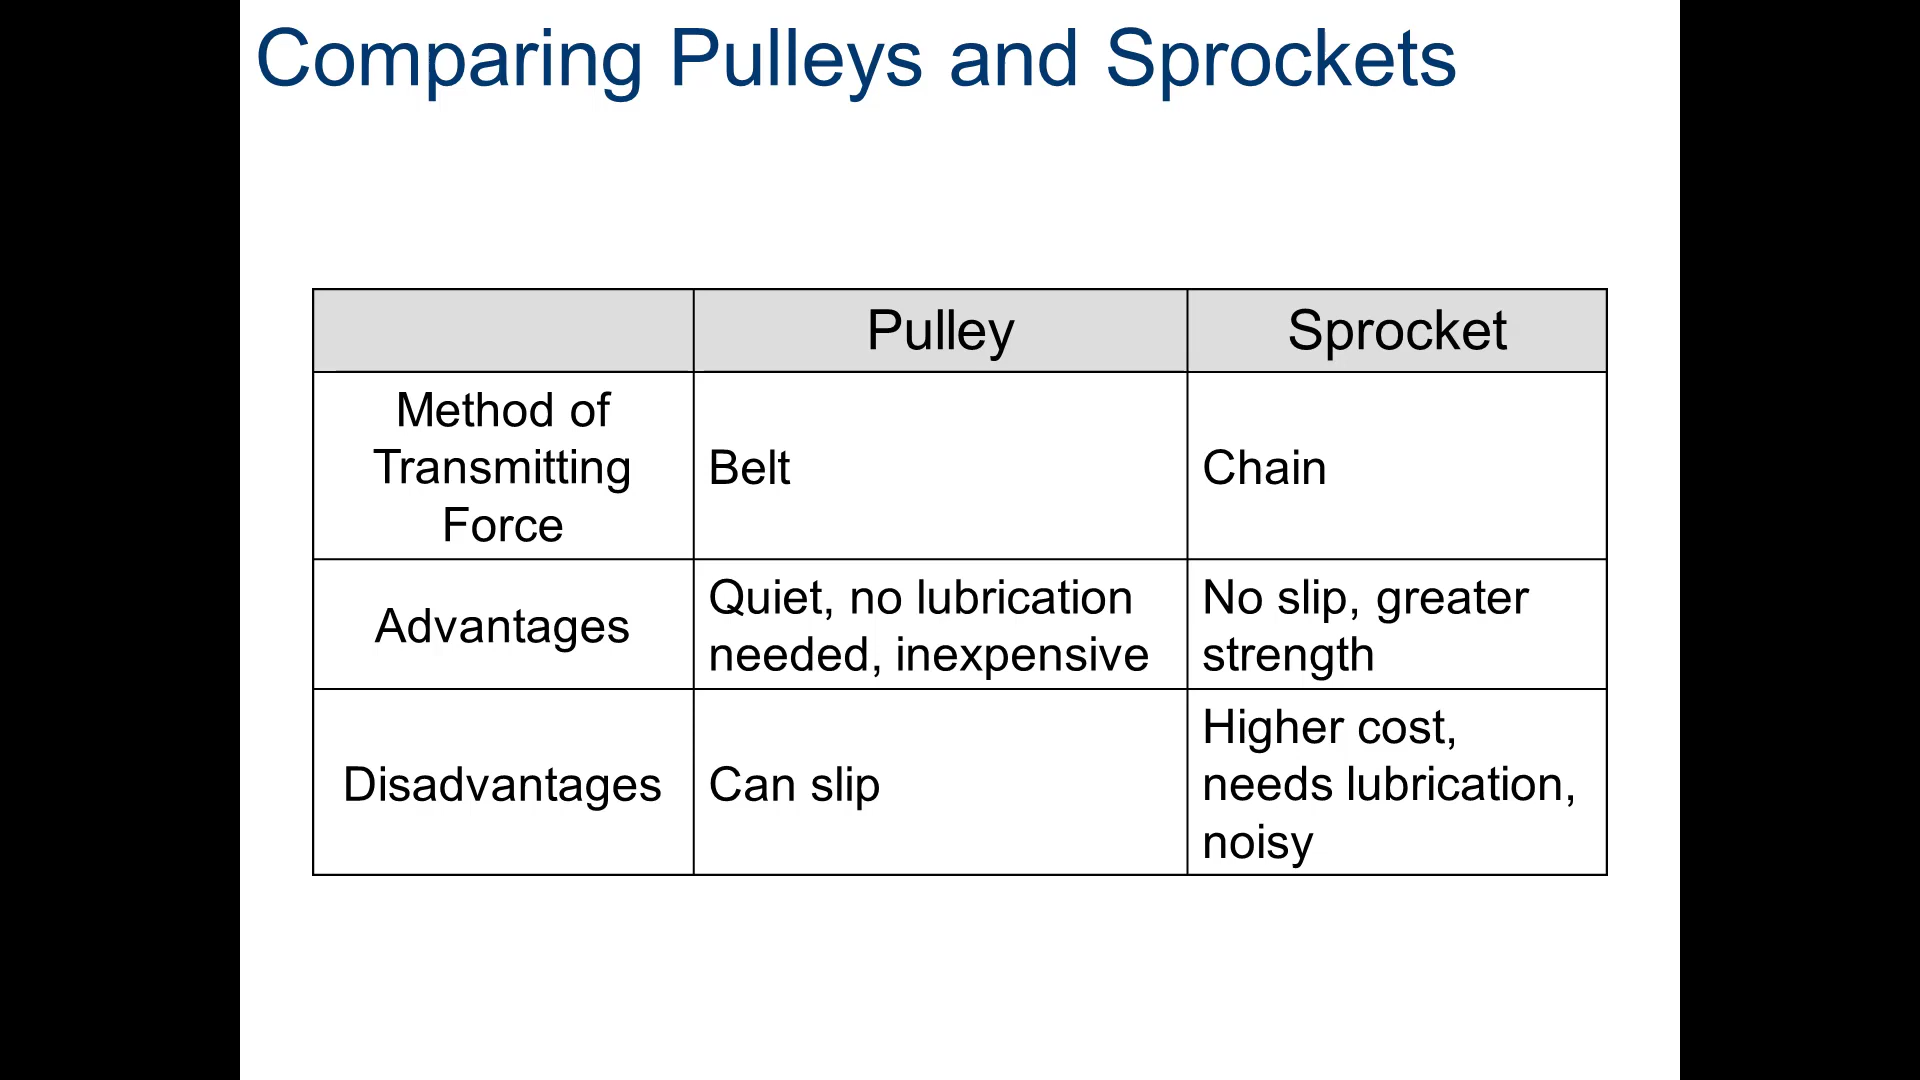 Comparing Pulleys and Sprockets
Pulley
Sprocket
Method of
Transmitting
Force
Belt
Chain
Advantages
Quiet, no lubrication
needed, inexpensive
No slip, greater
strength
Disadvantages
Can slip
Higher cost,
needs lubrication,
noisy